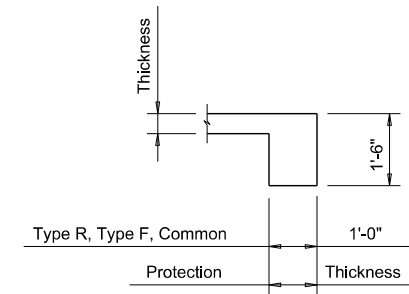 Thickness
1'-6"
Type R, Type F, Common 1'-0"
Protection Thickness